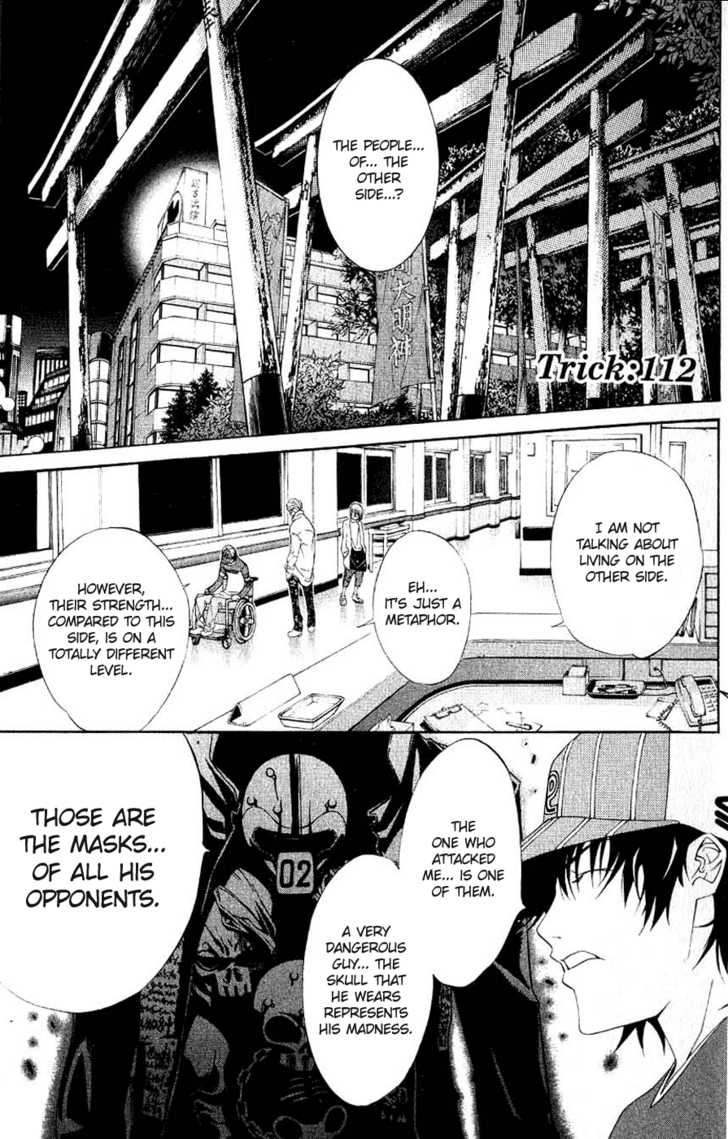 THE PEOPLE...
OF... THE
OTHER
SIDE...?
大明神
Trick:112
I AM NOT
TALKING ABOUT
LIVING ON THE
OTHER SIDE.
EH...
IT'S JUST A
METAPHOR.
HOWEVER,
THEIR STRENGTH...
COMPARED TO THIS
SIDE, IS ON A
TOTALLY DIFFERENT
LEVEL.
THE
ONE WHO
ATTACKED
ME... IS ONE
OF THEM.
A VERY
DANGEROUS
GUY... THE
SKULL THAT
HE WEARS
REPRESENTS
HIS MADNESS.
02
THOSE ARE
THE MASKS...
OF ALL HIS
OPPONENTS.